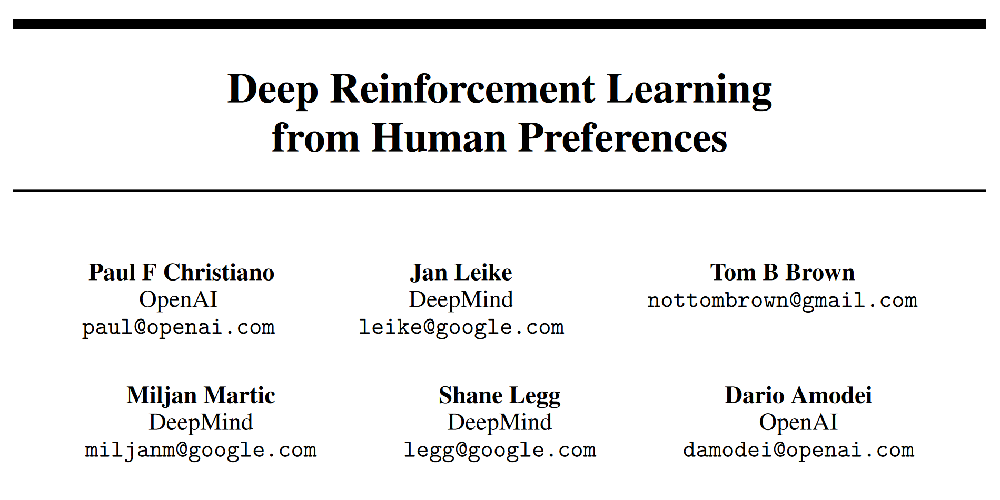 Deep Reinforcement Learning
from Human Preferences
Paul F Christiano
OpenAI
paul@openai.com
Jan Leike
DeepMind
leike@google.com
Tom B Brown
nottombrown@gmail.com
Miljan Martic
DeepMind
miljanm@google.com
Shane Legg
DeepMind
legg@google.com
Dario Amodei
OpenAI
damodei@openai.com